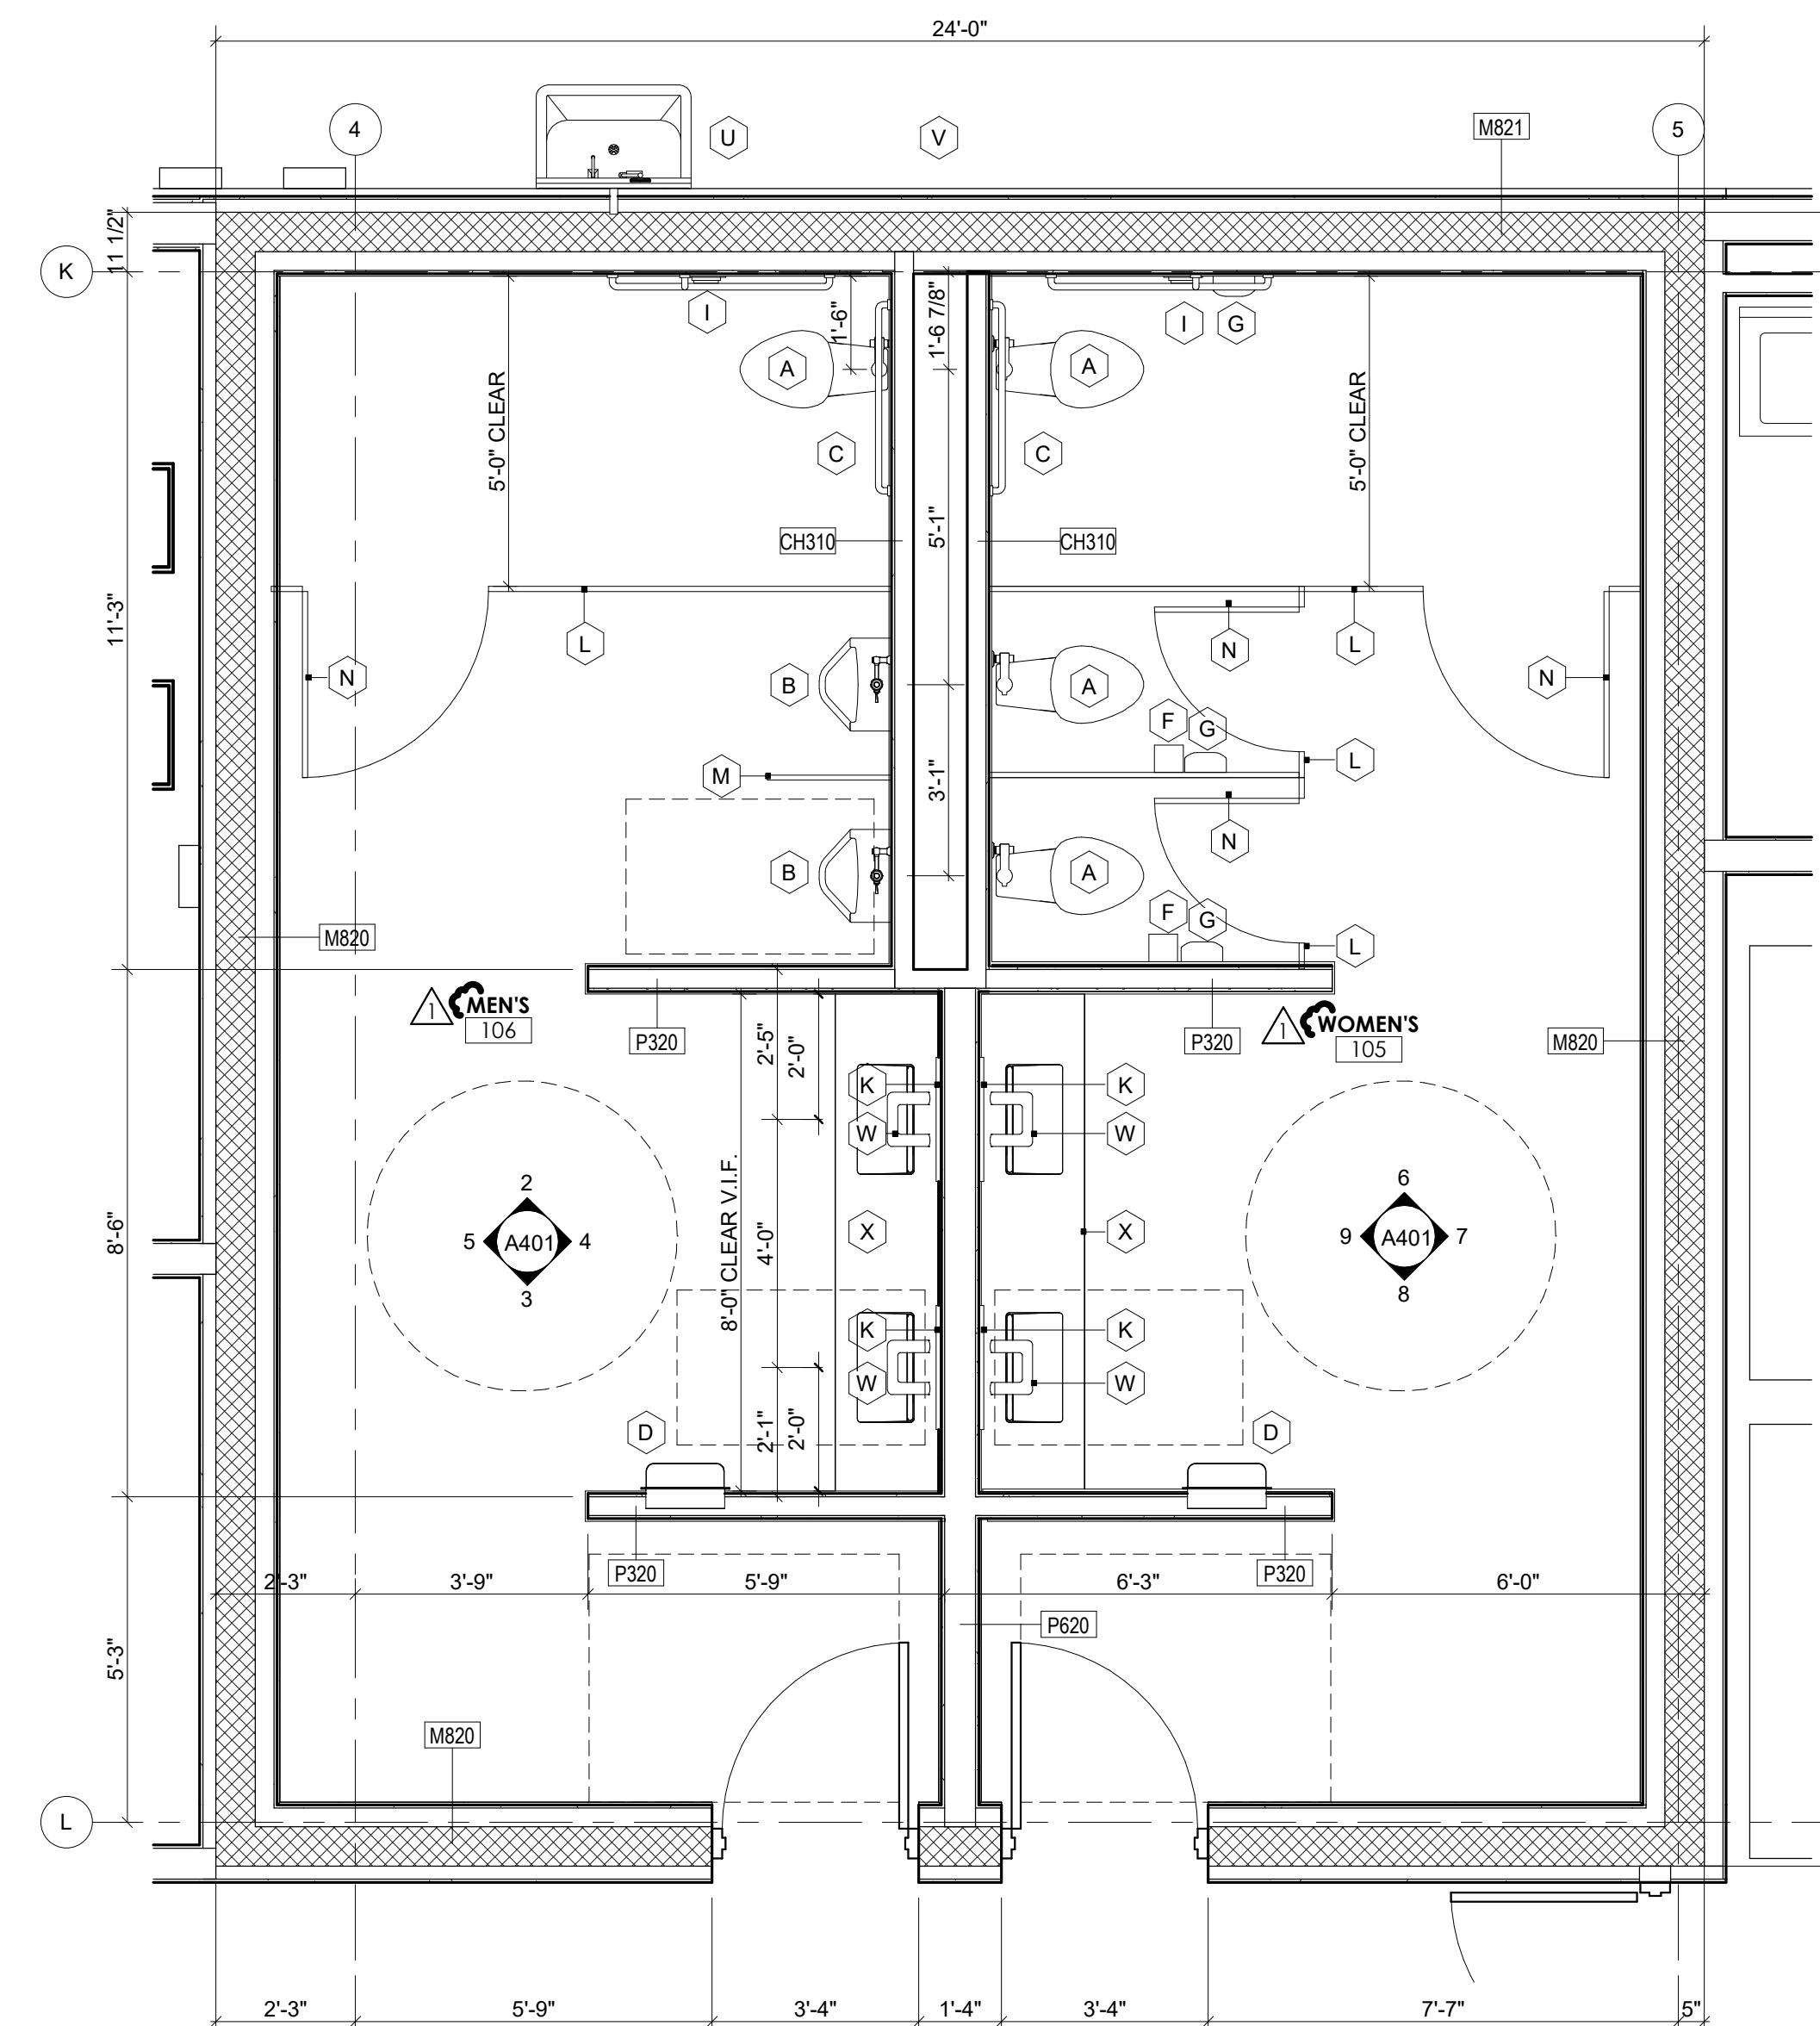 24'-0"
4
U
V
M821
5
11 1/2"
K
I
1'-6"
1'-6 7/8"
I
G
A
A
5'-0" CLEAR
5'-0" CLEAR
C
C
CH310
5'-1"
CH310
11'-3"
L
N
L
N
B
A
N
F
G
M
3'-1"
L
N
B
A
F
G
M820
L
1
MEN'S
106
P320
1
WOMEN'S
105
P320
M820
2'-5"
2'-0"
K
K
W
W
8'-0" CLEAR V.I.F.
2
5
A401
4
3
6
9
A401
7
8
8'-6"
4'-0"
X
X
K
K
W
W
2'-1"
2'-0"
D
D
P320
P320
2'-3"
3'-9"
5'-9"
6'-3"
6'-0"
P620
5'-3"
M820
L
2'-3"
5'-9"
3'-4"
1'-4"
3'-4"
7'-7"
5"